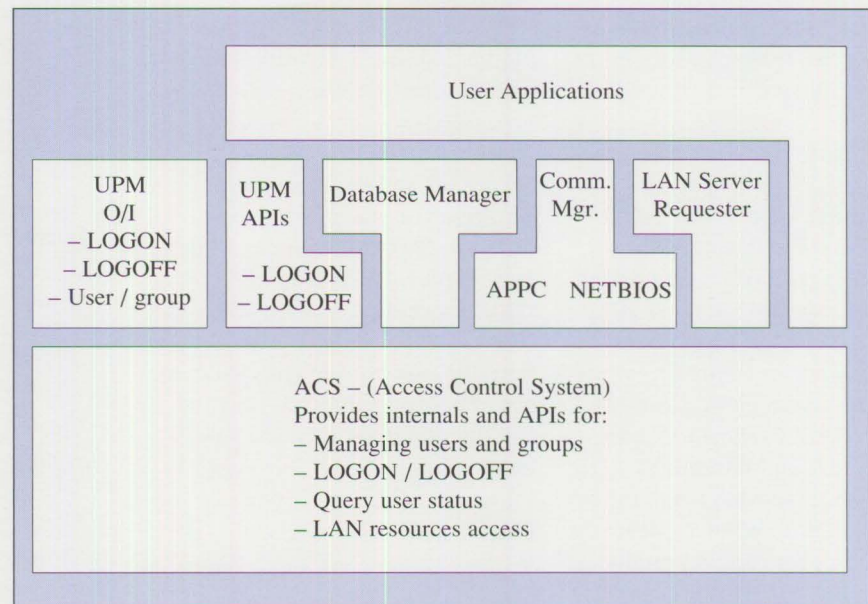 User Applications
UPM
O/I
– LOGON
– LOGOFF
– User / group
UPM
APIs
– LOGON
– LOGOFF
Database Manager
Comm.
Mgr.
APPC NETBIOS
LAN Server
Requester
ACS – (Access Control System)
Provides internals and APIs for:
– Managing users and groups
– LOGON / LOGOFF
– Query user status
– LAN resources access